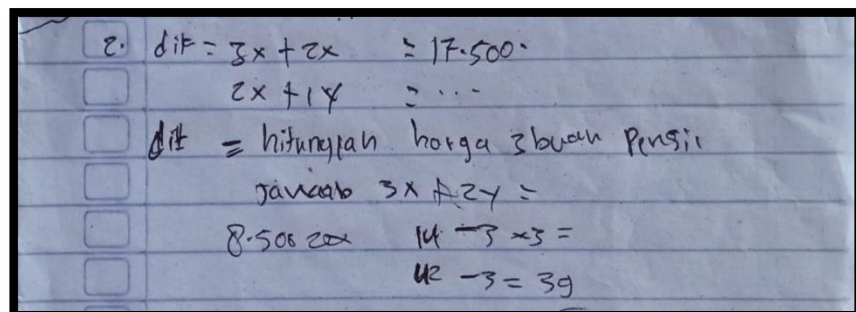 2. dik = 3x + 2x = 17.500.
2x + 1y = ...
dit = hitunglah harga 3 buah Pensil
Jawab 3x + 2y =
8.500 14 - 3 × 3 =
42 - 3 = 39